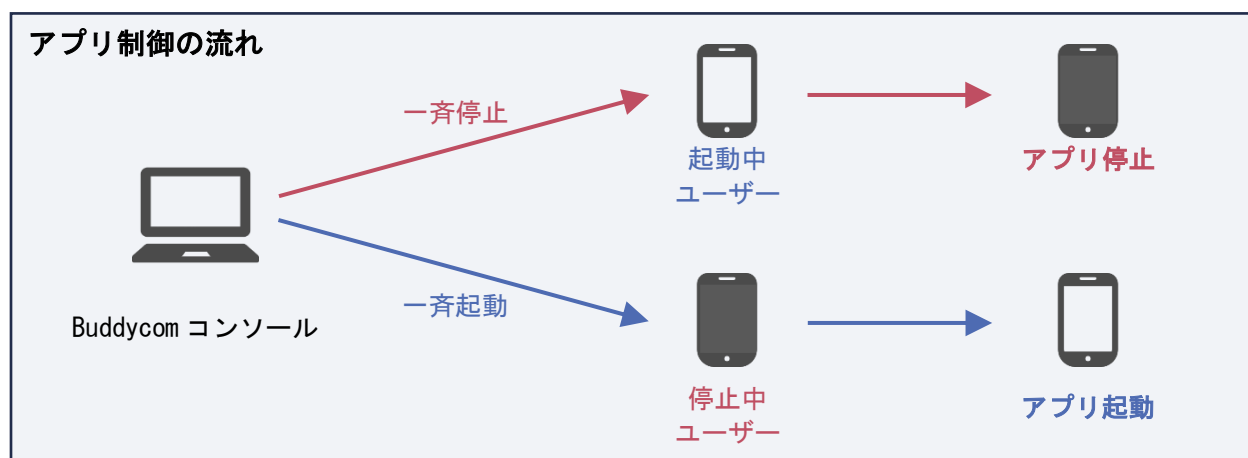 アプリ制御の流れ
一斉停止
起動中
ユーザー
アプリ停止
Buddycom コンソール
一斉起動
停止中
ユーザー
アプリ起動